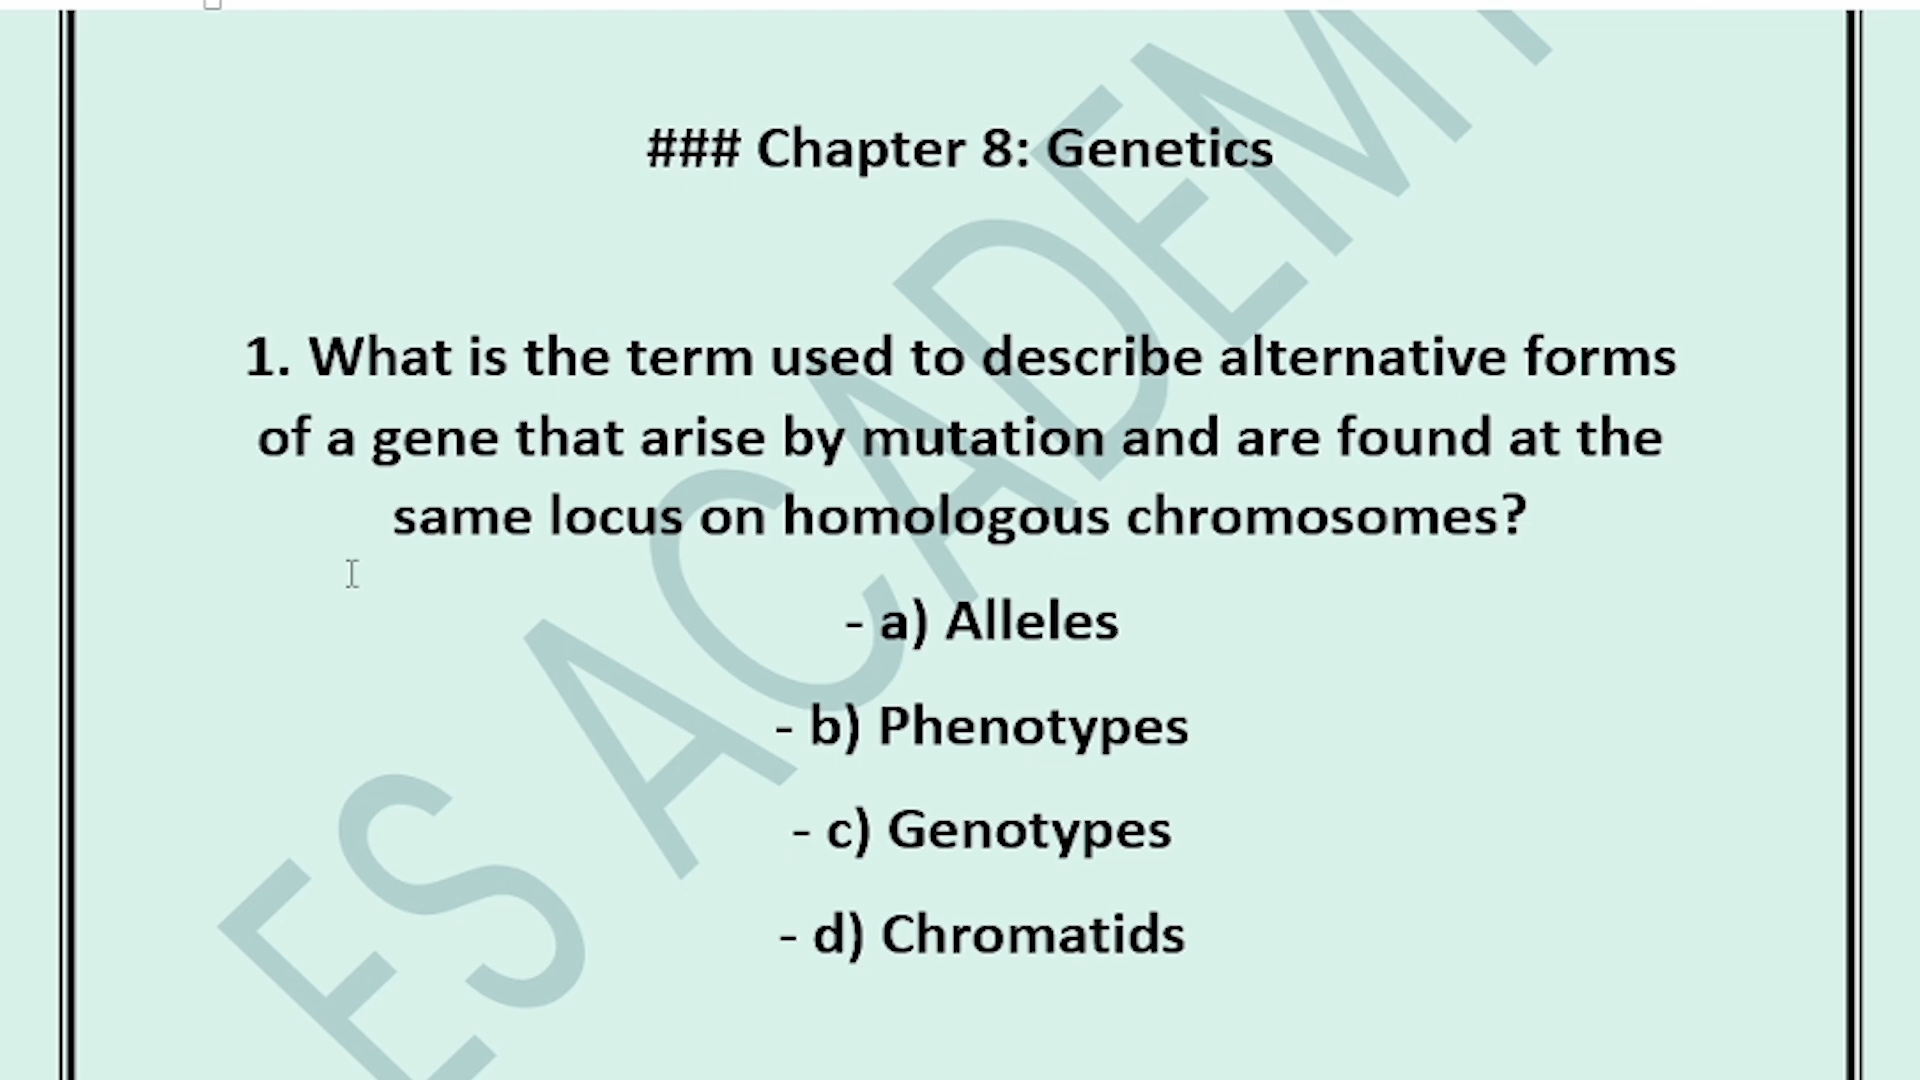 ### Chapter 8: Genetics
1. What is the term used to describe alternative forms
of a gene that arise by mutation and are found at the
same locus on homologous chromosomes?
- a) Alleles
- b) Phenotypes
- c) Genotypes
- d) Chromatids
ES ACADEMY